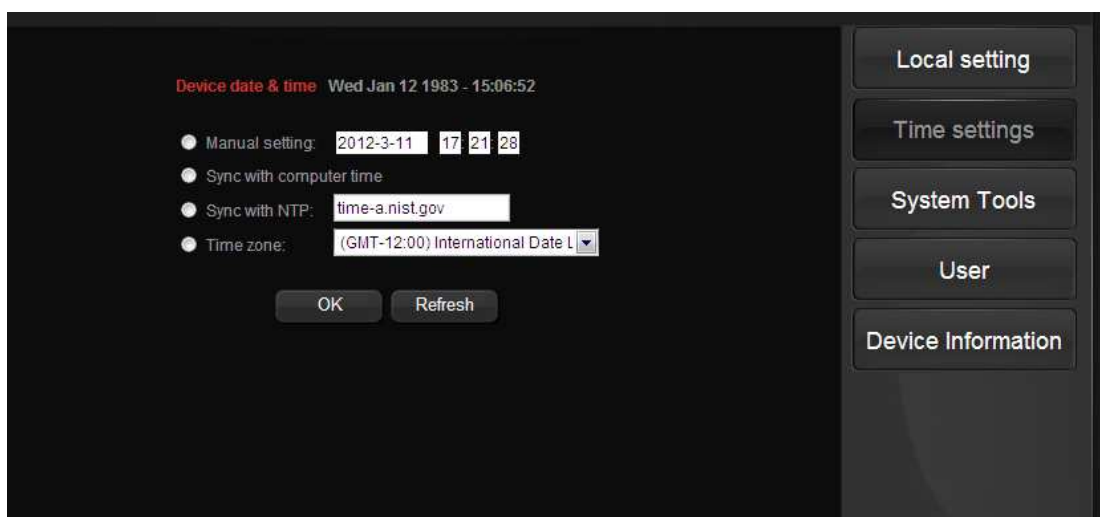 Device date & time Wed Jan 12 1983 - 15:06:52
Manual setting: 2012-3-11 17: 21: 28
Sync with computer time
Sync with NTP: time-a.nist.gov
Time zone: (GMT-12:00) International Date L
OK Refresh
Local setting
Time settings
System Tools
User
Device Information